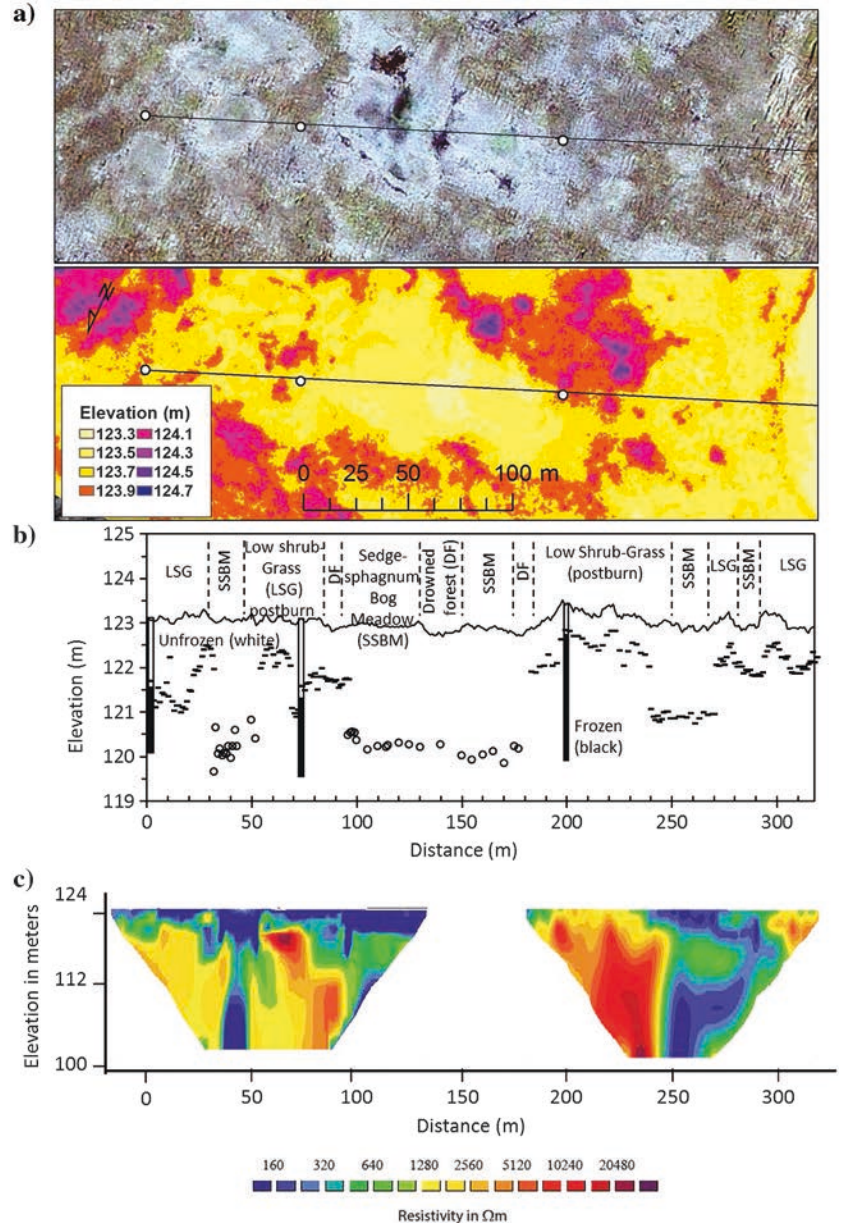 a)
Elevation (m)
123.3 124.1
123.5 124.3
123.7 124.5
123.9 124.7
0 25 50 100 m
b)
125
124
123
122
121
120
119
Elevation (m)
LSG
SSBM
Low shrub-
Grass
(LSG)
postburn
DF
Sedge-
sphagnum
Bog
Meadow
(SSBM)
Drowned
forest (DF)
SSBM
DF
Low Shrub-Grass
(postburn)
SSBM
LSG
SSBM
LSG
Unfrozen (white)
Frozen
(black)
0 50 100 150 200 250 300
Distance (m)
c)
124
112
100
Elevation in meters
0 50 100 150 200 250 300
Distance (m)
160 320 640 1280 2560 5120 10240 20480
Resistivity in Ωm